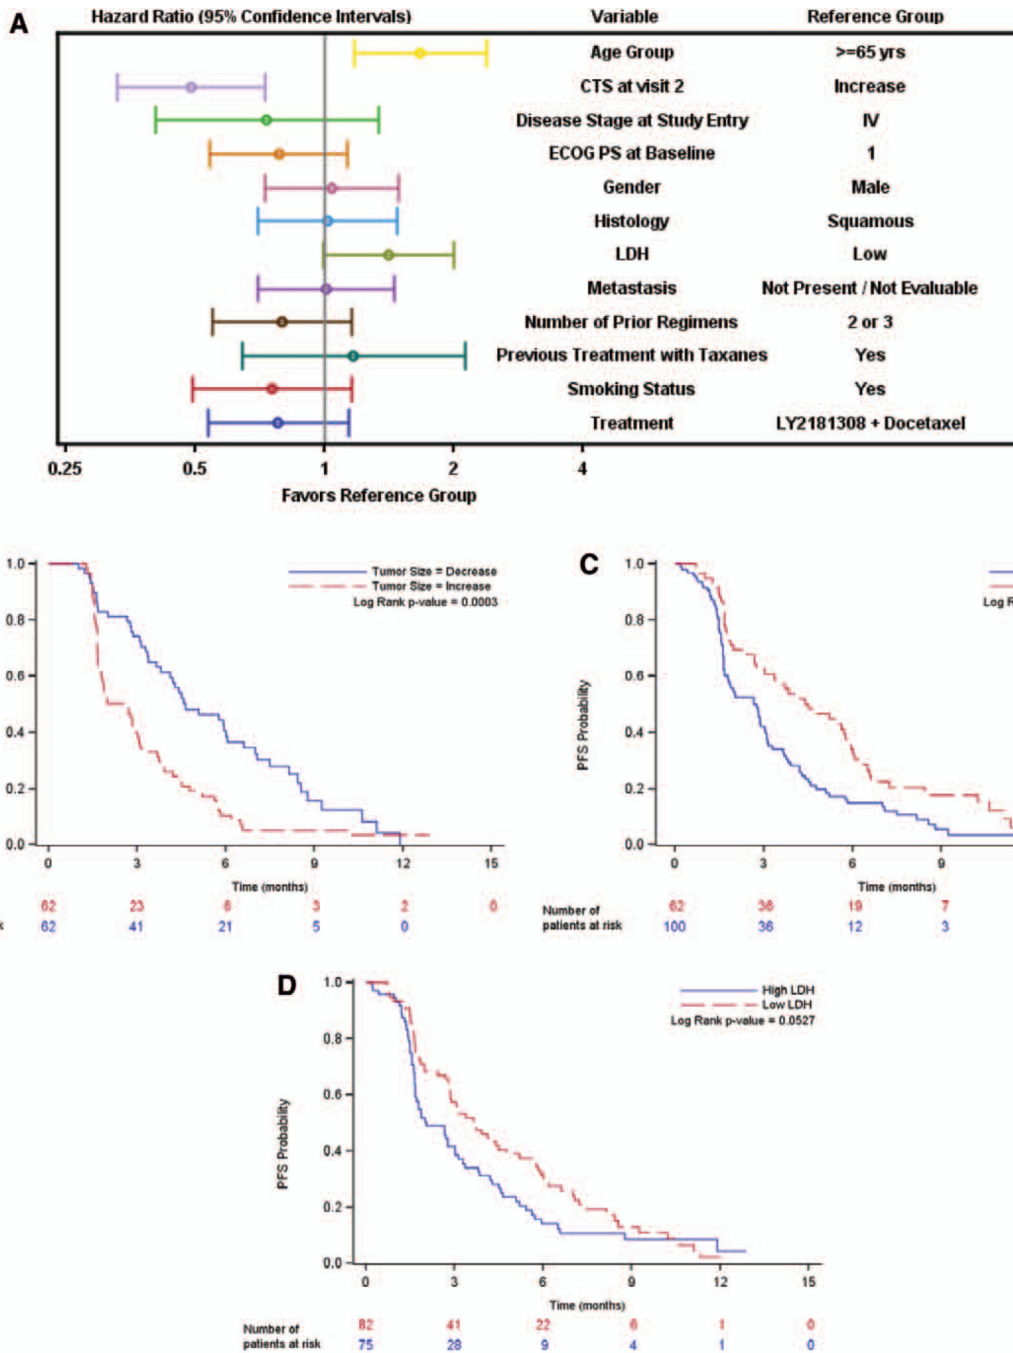 A
Hazard Ratio (95% Confidence Intervals) Variable Reference Group
Age Group >=65 yrs
CTS at visit 2 Increase
Disease Stage at Study Entry IV
ECOG PS at Baseline 1
Gender Male
Histology Squamous
LDH Low
Metastasis Not Present / Not Evaluable
Number of Prior Regimens 2 or 3
Previous Treatment with Taxanes Yes
Smoking Status Yes
Treatment LY2181308 + Docetaxel
0.25 0.5 1 2 4
Favors Reference Group
Tumor Size = Decrease
Tumor Size = Increase
Log Rank p-value = 0.0003
1.0
0.8
0.6
0.4
0.2
0.0
0 3 6 9 12 15
Time (months)
62 23 6 3 2 0
62 41 21 5 0
C
Log R
PFS Probability
1.0
0.8
0.6
0.4
0.2
0.0
0 3 6 9
Time (months)
Number of
patients at risk
62 36 19 7
100 36 12 3
D
High LDH
Low LDH
Log Rank p-value = 0.0527
PFS Probability
1.0
0.8
0.6
0.4
0.2
0.0
0 3 6 9 12 15
Time (months)
Number of
patients at risk
82 41 22 6 1 0
75 28 9 4 1 0